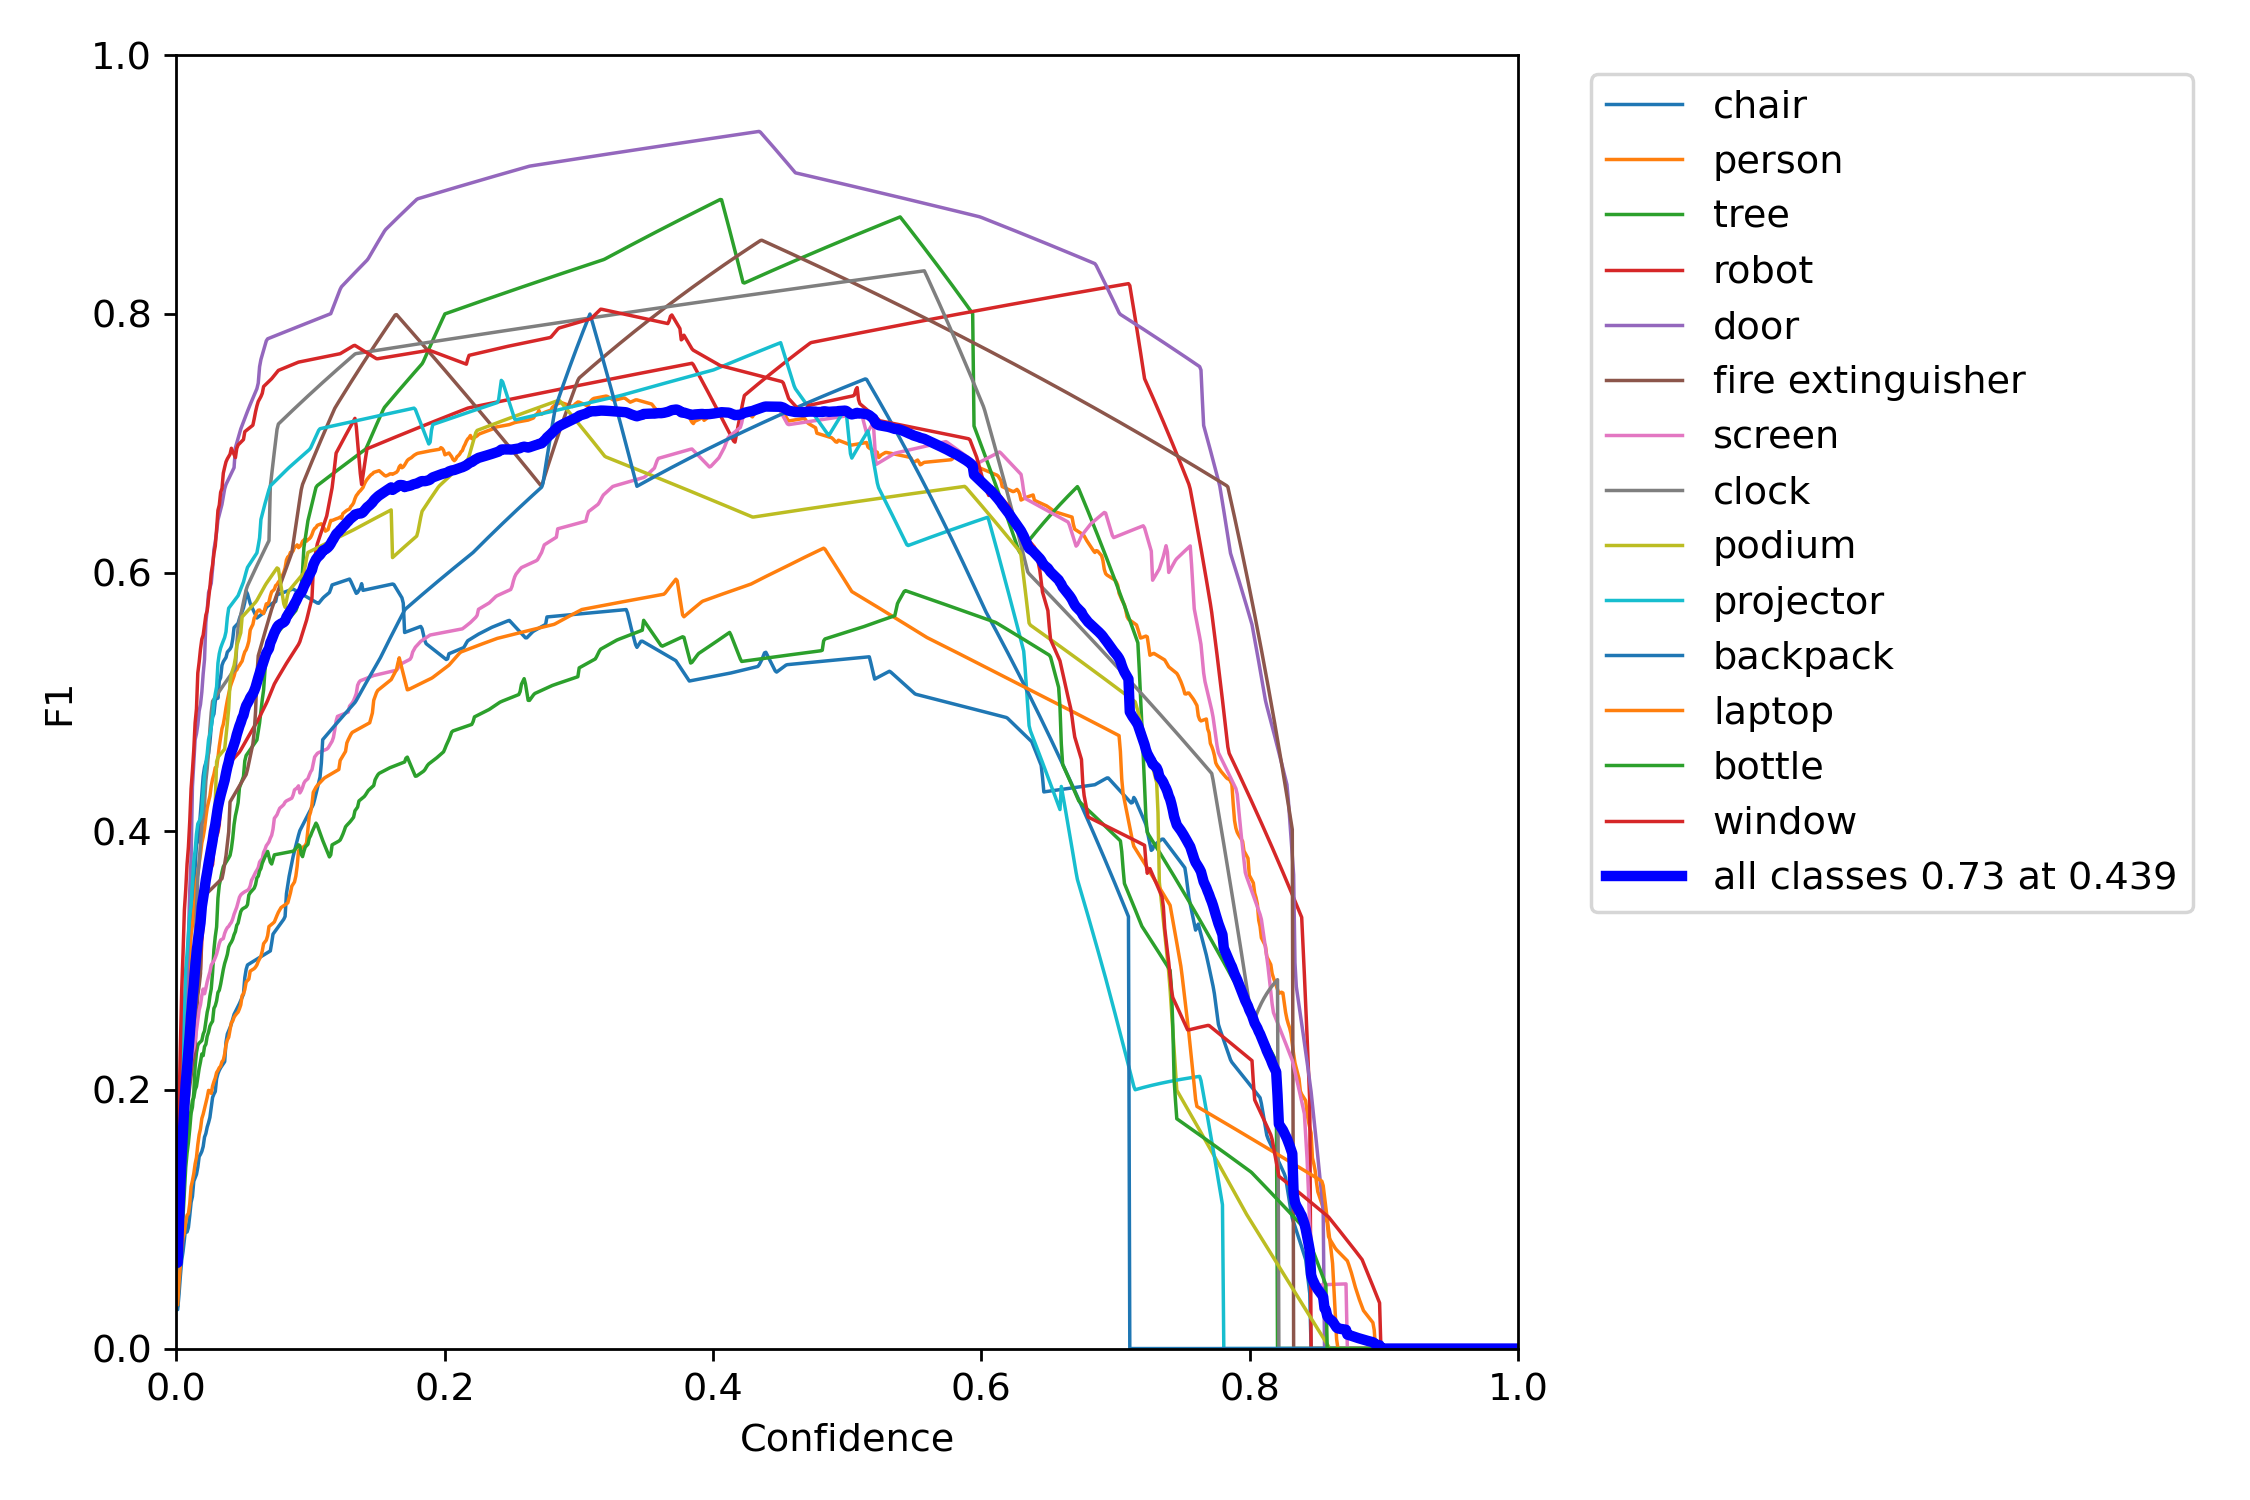 1.0
0.8
0.6
0.4
0.2
0.0
F1
0.0 0.2 0.4 0.6 0.8 1.0
Confidence
chair
person
tree
robot
door
fire extinguisher
screen
clock
podium
projector
backpack
laptop
bottle
window
all classes 0.73 at 0.439